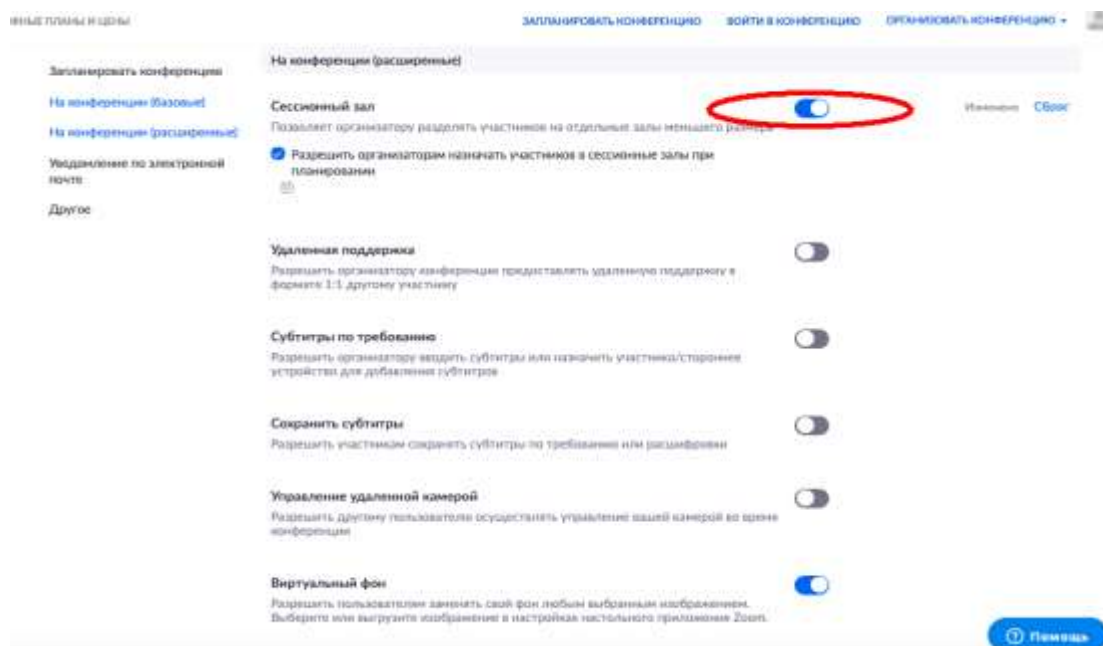 ПЛАНЫ И ЦЕНЫ
ЗАПЛАНИРОВАТЬ КОНФЕРЕНЦИЮ
ВОЙТИ В КОНФЕРЕНЦИЮ
ОРГАНИЗОВАТЬ КОНФЕРЕНЦИЮ
Запланировать конференцию
На конференции (базовые)
На конференции (расширенные)
Уведомление по электронной
почте
Другое
На конференции (расширенные)
Сессионный зал
Изменено Сброс
Позволяет организатору разделять участников на отдельные залы меньшего размера
Разрешить организаторам назначать участников в сессионные залы при
планировании
Удаленная поддержка
Разрешить организатору конференции предоставлять удаленную поддержку в
формате 1:1 другому участнику
Субтитры по требованию
Разрешить организатору вводить субтитры или назначить участника/стороннее
устройство для добавления субтитров
Сохранить субтитры
Разрешить участникам сохранять субтитры по требованию или расшифровки
Управление удаленной камерой
Разрешить другому пользователю осуществлять управление вашей камерой во время
конференции
Виртуальный фон
Разрешить пользователям заменять свой фон любым выбранным изображением.
Выберите или выгрузите изображение в настройках настольного приложения Zoom.
Помощь